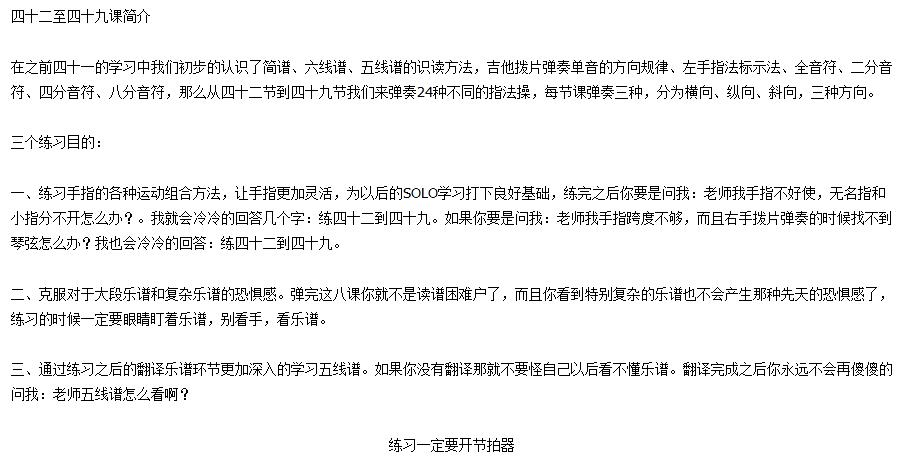 四十二至四十九课简介
在之前四十一的学习中我们初步的认识了简谱、六线谱、五线谱的识读方法，吉他拨片弹奏单音的方向规律、左手指法标示法、全音符、二分音
符、四分音符、八分音符，那么从四十二节到四十九节我们来弹奏24种不同的指法操，每节课弹奏三种，分为横向、纵向、斜向，三种方向。
三个练习目的：
一、练习手指的各种运动组合方法，让手指更加灵活，为以后的SOLO学习打下良好基础，练完之后你要是问我：老师我手指不好使，无名指和
小指分不开怎么办？。我就会冷冷的回答几个字：练四十二到四十九。如果你要是问我：老师我手指跨度不够，而且右手拨片弹奏的时候找不到
琴弦怎么办？我也会冷冷的回答：练四十二到四十九。
二、克服对于大段乐谱和复杂乐谱的恐惧感。弹完这八课你就不是读谱困难户了，而且你看到特别复杂的乐谱也不会产生那种先天的恐惧感了，
练习的时候一定要眼睛盯着乐谱，别看手，看乐谱。
三、通过练习之后的翻译乐谱环节更加深入的学习五线谱。如果你没有翻译那就不要怪自己以后看不懂乐谱。翻译完成之后你永远不会再傻傻的
问我：老师五线谱怎么看啊？
练习一定要开节拍器